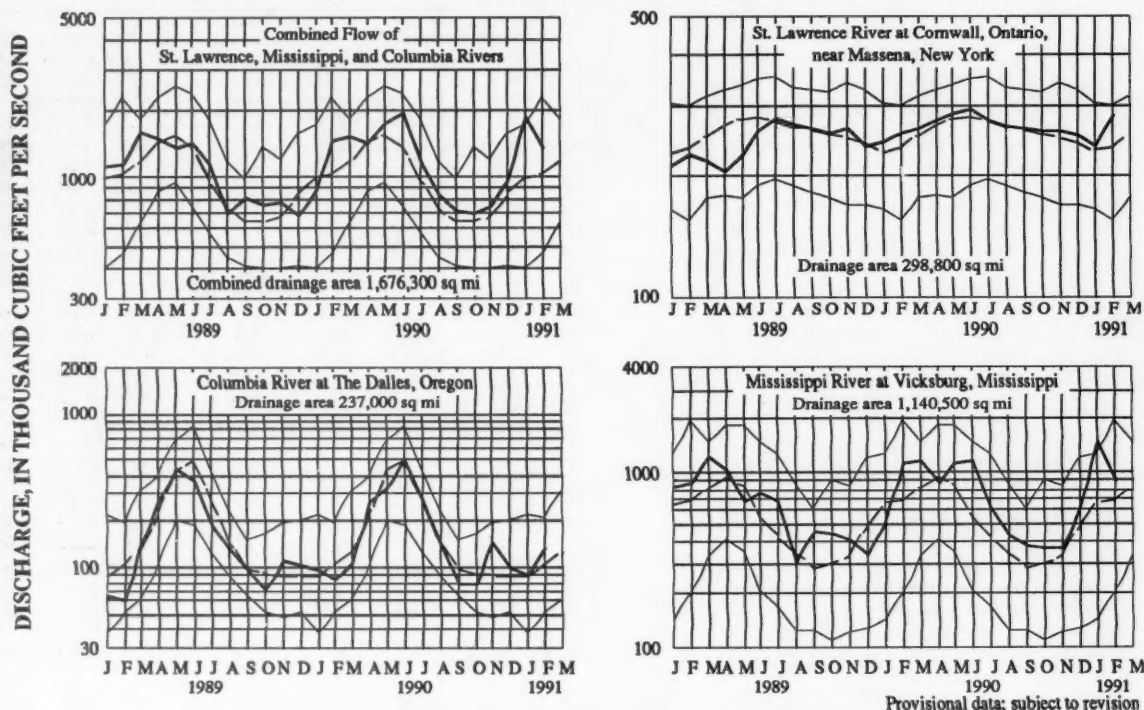 DISCHARGE, IN THOUSAND CUBIC FEET PER SECOND
5000
1000
300
Combined Flow of
St. Lawrence, Mississippi, and Columbia Rivers
Combined drainage area 1,676,300 sq mi
J F M A M J J A S O N D J F M A M J J A S O N D J F M
1989 1990 1991
500
100
St. Lawrence River at Cornwall, Ontario,
near Massena, New York
Drainage area 298,800 sq mi
J F M A M J J A S O N D J F M A M J J A S O N D J F M
1989 1990 1991
2000
1000
100
30
Columbia River at The Dalles, Oregon
Drainage area 237,000 sq mi
J F M A M J J A S O N D J F M A M J J A S O N D J F M
1989 1990 1991
4000
1000
100
Mississippi River at Vicksburg, Mississippi
Drainage area 1,140,500 sq mi
J F M A M J J A S O N D J F M A M J J A S O N D J F M
1989 1990 1991
Provisional data; subject to revision